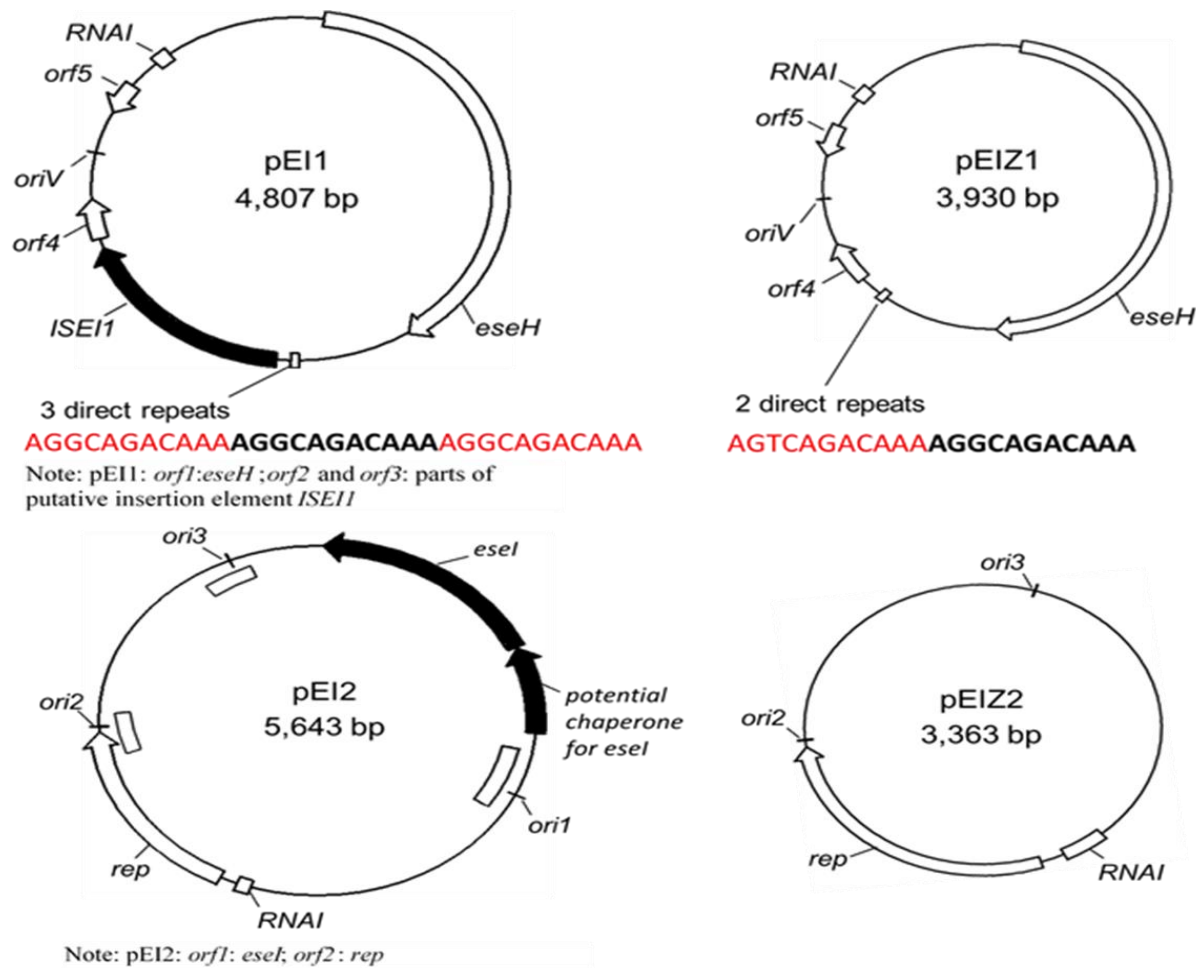 RNAI
orf5
oriV
orf4
ISEI1
eseH
pEI1
4,807 bp
3 direct repeats
AGGCAGACAAAAGGCAGACAAAAGGCAGACAAA
Note: pEI1: orf1:eseH ;orf2 and orf3: parts of
putative insertion element ISEI1
RNAI
orf5
oriV
orf4
eseH
pEIZ1
3,930 bp
2 direct repeats
AGTCAGACAAAAGGCAGACAAA
ori3
eseI
ori2
pEI2
5,643 bp
potential
chaperone
for eseI
ori1
rep
RNAI
Note: pEI2: orf1: eseI; orf2: rep
ori3
ori2
pEIZ2
3,363 bp
rep
RNAI